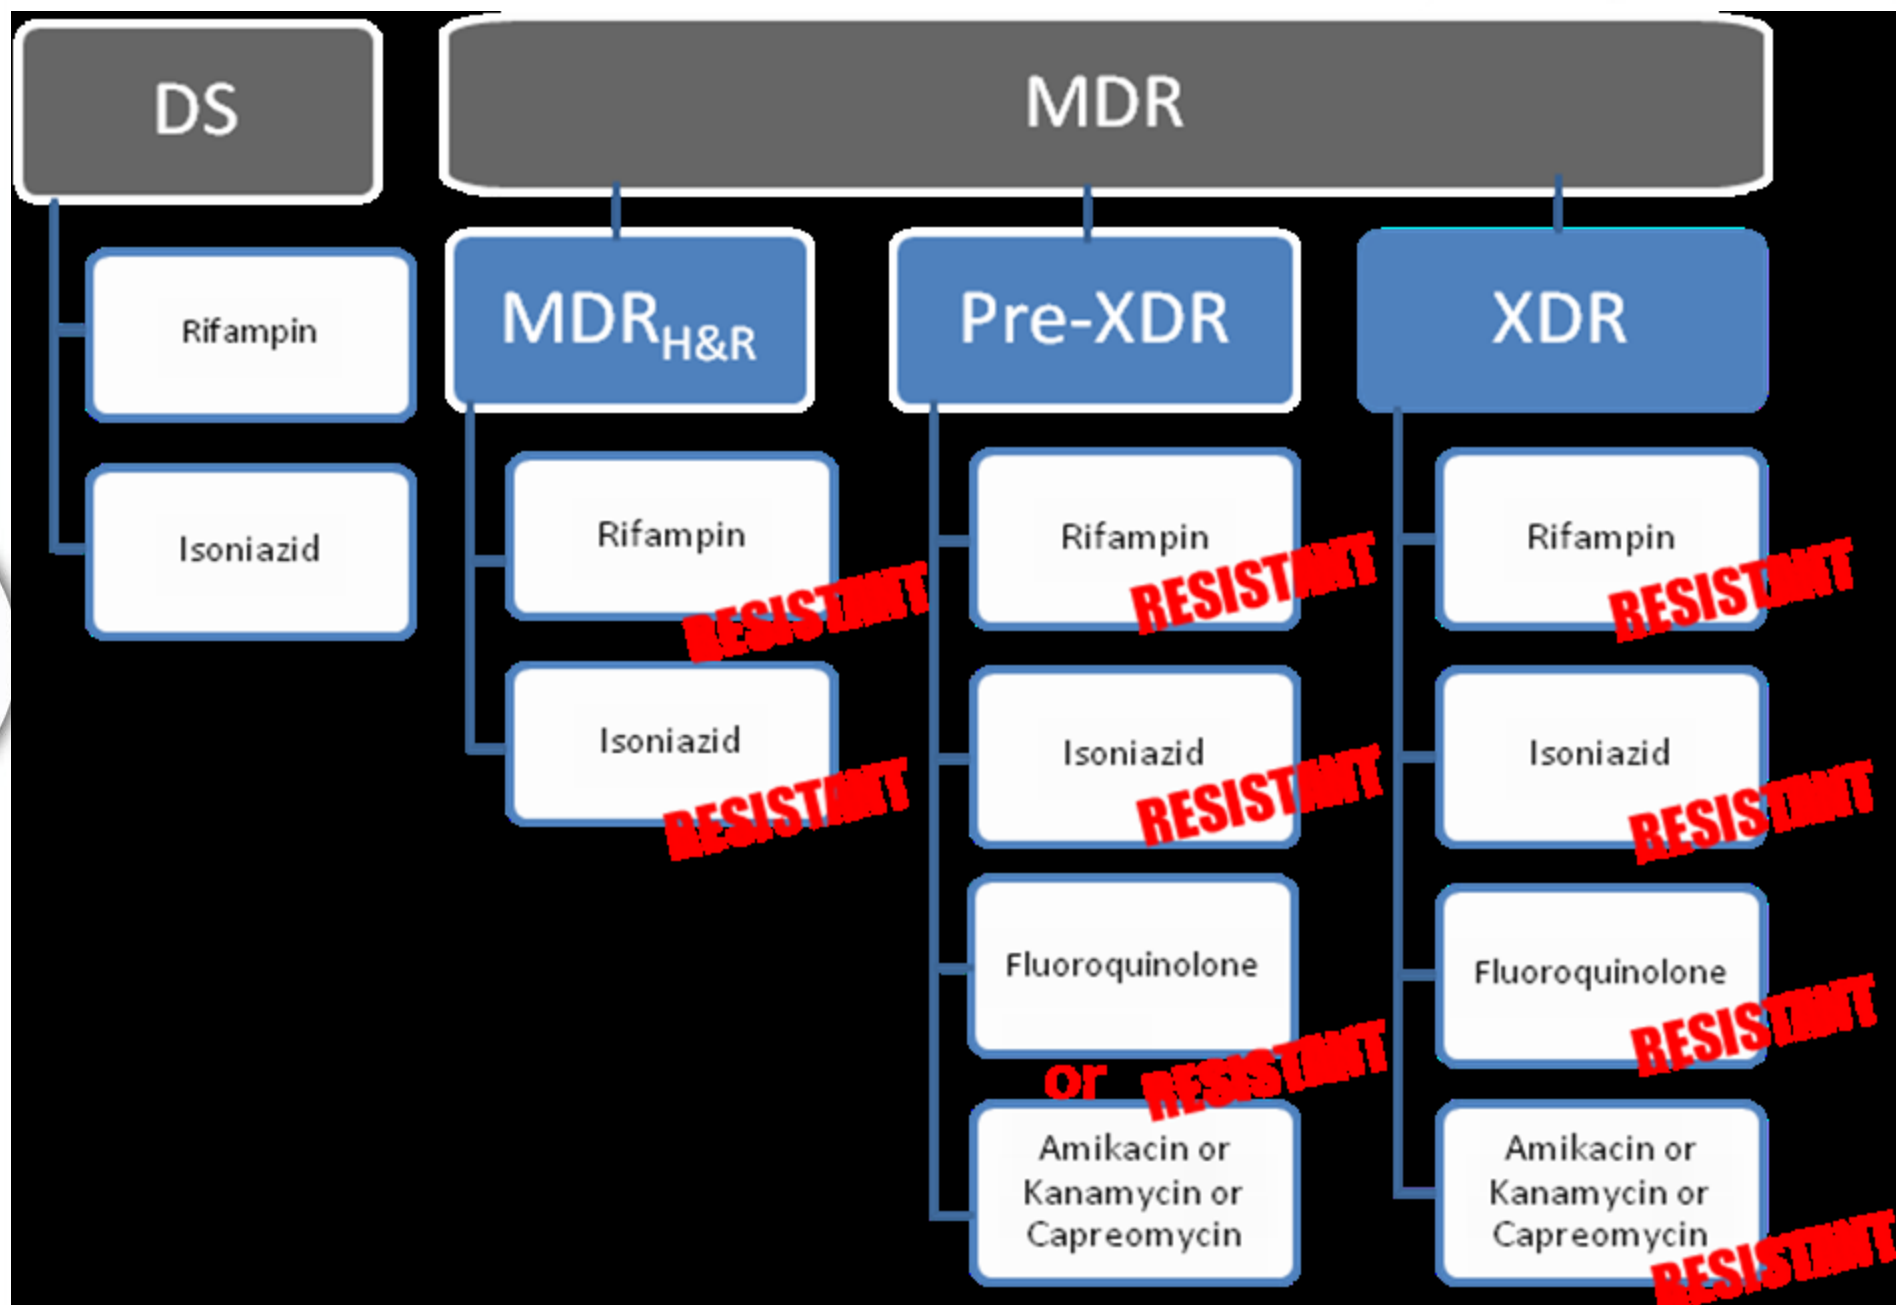 DS
Rifampin
Isoniazid
MDR
MDRH&R
Rifampin
RESISTANT
Isoniazid
RESISTANT
Pre-XDR
Rifampin
RESISTANT
Isoniazid
RESISTANT
Fluoroquinolone
or RESISTANT
Amikacin or
Kanamycin or
Capreomycin
XDR
Rifampin
RESISTANT
Isoniazid
RESISTANT
Fluoroquinolone
RESISTANT
Amikacin or
Kanamycin or
Capreomycin
RESISTANT